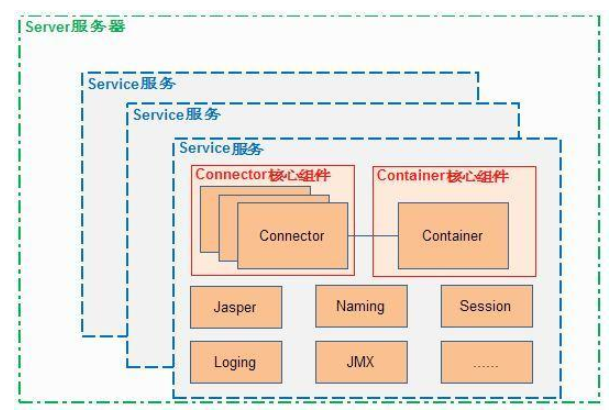 Server服务器
Service服务
Service服务
Service服务
Connector核心组件
Container核心组件
Connector
Container
Jasper
Naming
Session
Loging
JMX
......